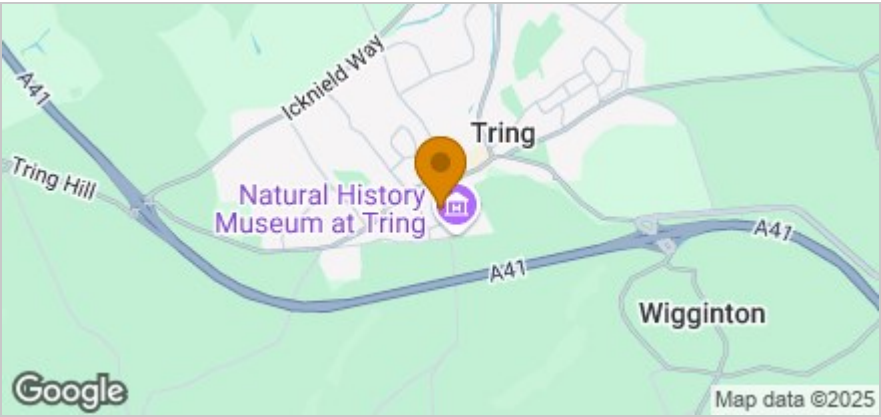 A41
Icknield Way
Tring
Tring Hill
Natural History
Museum at Tring
A41
A41
Wigginton
Google
Map data ©2025